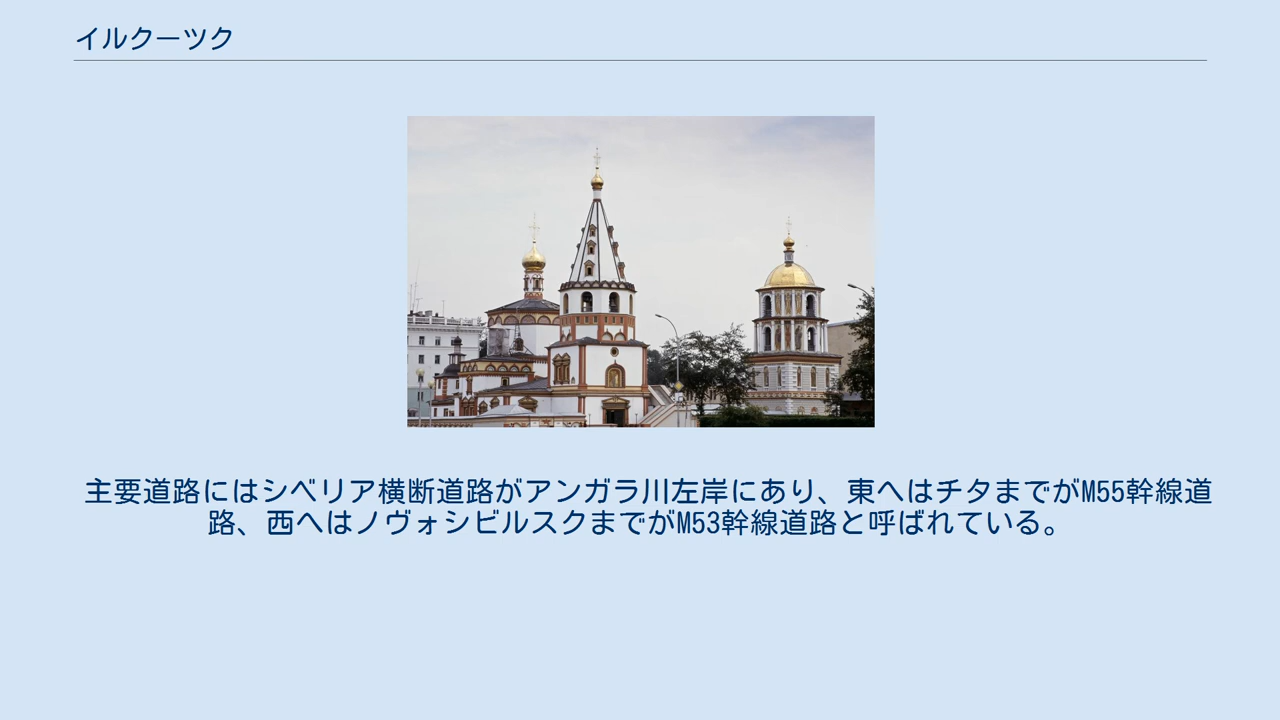 イルクーツク
主要道路にはシベリア横断道路がアンガラ川左岸にあり、東へはチタまでがM55幹線道
路、西へはノヴォシビルスクまでがM53幹線道路と呼ばれている。